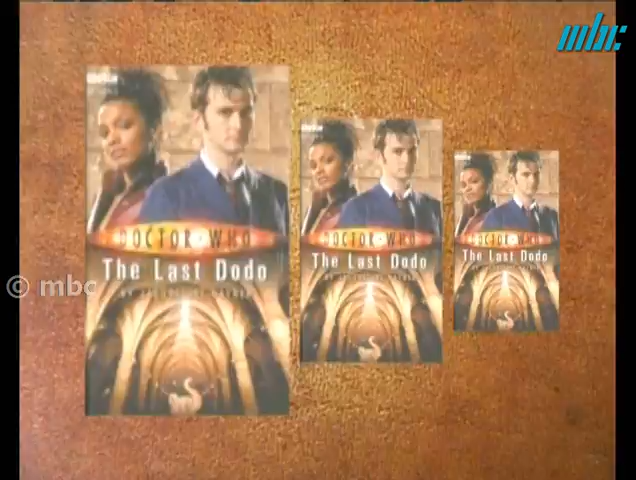 mbc
DOCTOR · WHO
The Last Dodo
DOCTOR · WHO
The Last Dodo
DOCTOR · WHO
The Last Dodo
© mbc